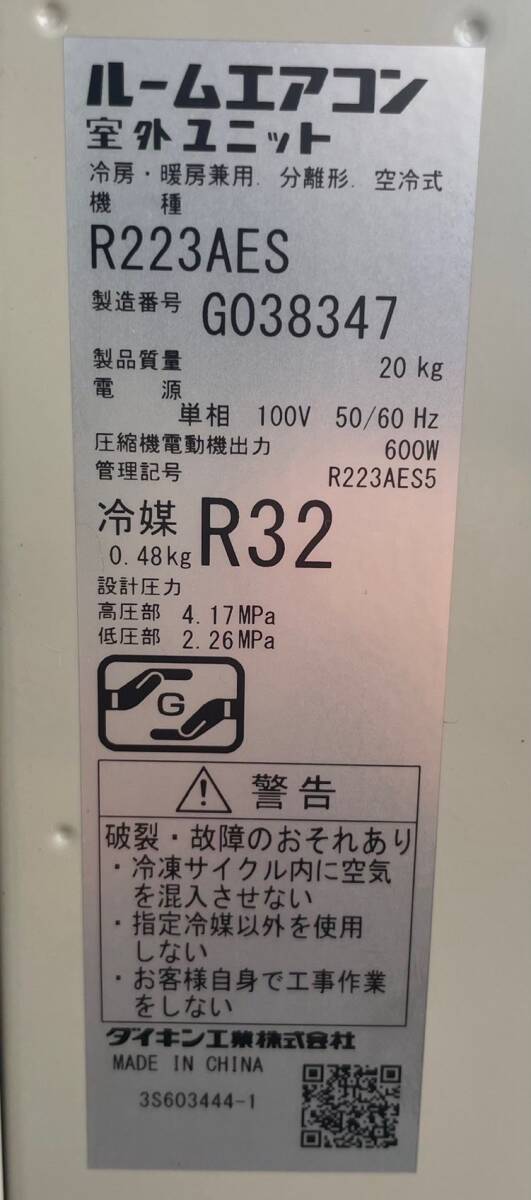 ルームエアコン
室外ユニット
冷房・暖房兼用. 分離形. 空冷式
機　種
R223AES
製造番号 G038347
製品質量 20 kg
電　源
単相 100V 50/60 Hz
圧縮機電動機出力 600W
管理記号 R223AES5
冷媒 R32
0.48kg
設計圧力
高圧部 4.17MPa
低圧部 2.26MPa
G
警告
破裂・故障のおそれあり
・冷凍サイクル内に空気
を混入させない
・指定冷媒以外を使用
しない
・お客様自身で工事作業
をしない
ダイキン工業株式会社
MADE IN CHINA
3S603444-1